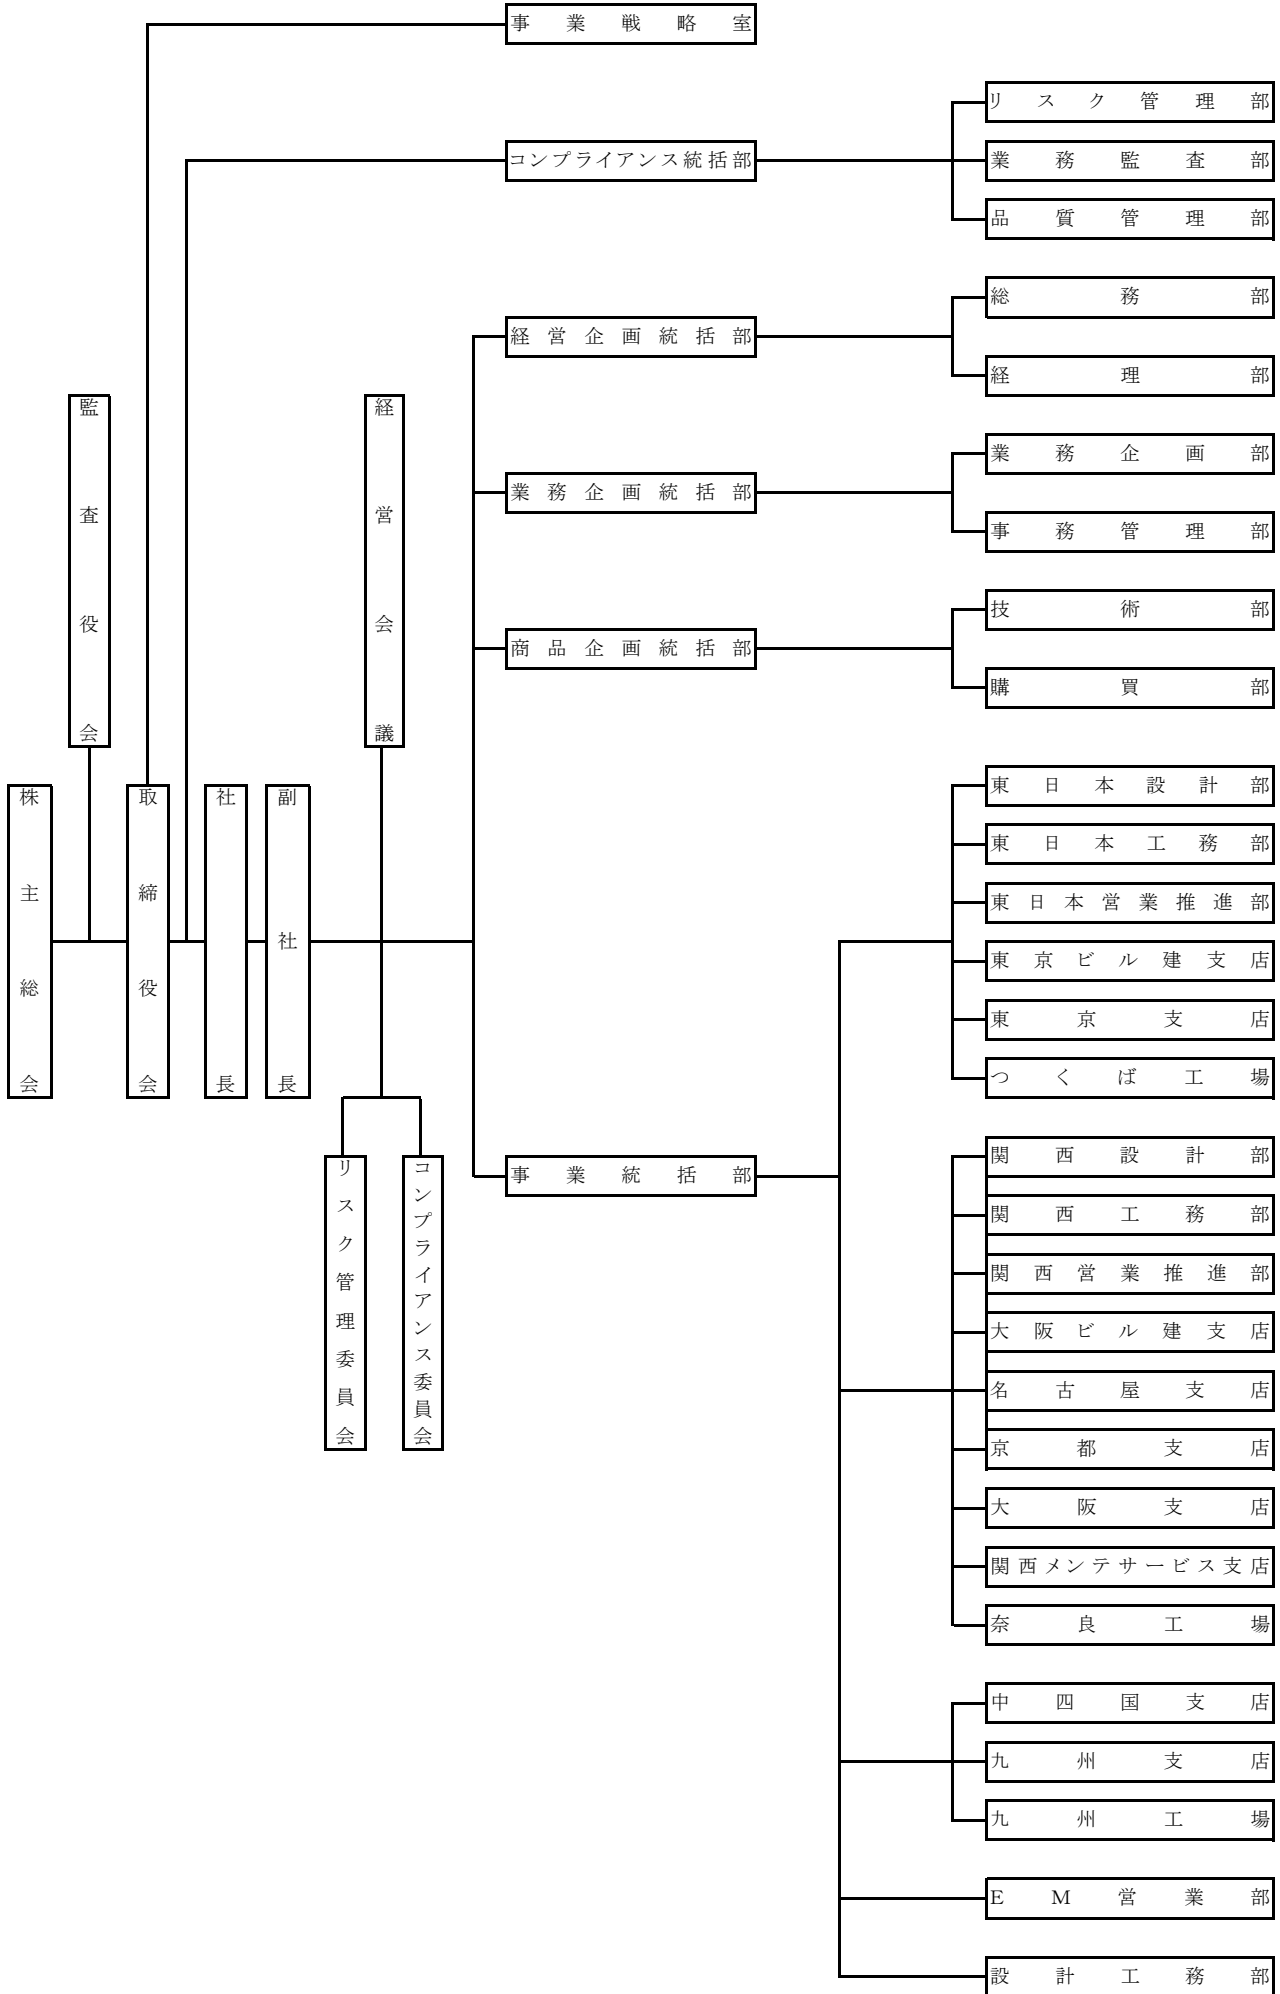 事業戦略室
リスク管理部
コンプライアンス統括部
業務監査部
品質管理部
総務部
経営企画統括部
経理部
監査役会
経営会議
業務企画部
業務企画統括部
事務管理部
技術部
商品企画統括部
購買部
株主総会
取締役会
社長
副社長
東日本設計部
東日本工務部
東日本営業推進部
東京ビル建支店
東京支店
つくば工場
リスク管理委員会
コンプライアンス委員会
事業統括部
関西設計部
関西工務部
関西営業推進部
大阪ビル建支店
名古屋支店
京都支店
大阪支店
関西メンテサービス支店
奈良工場
中四国支店
九州支店
九州工場
EM営業部
設計工務部